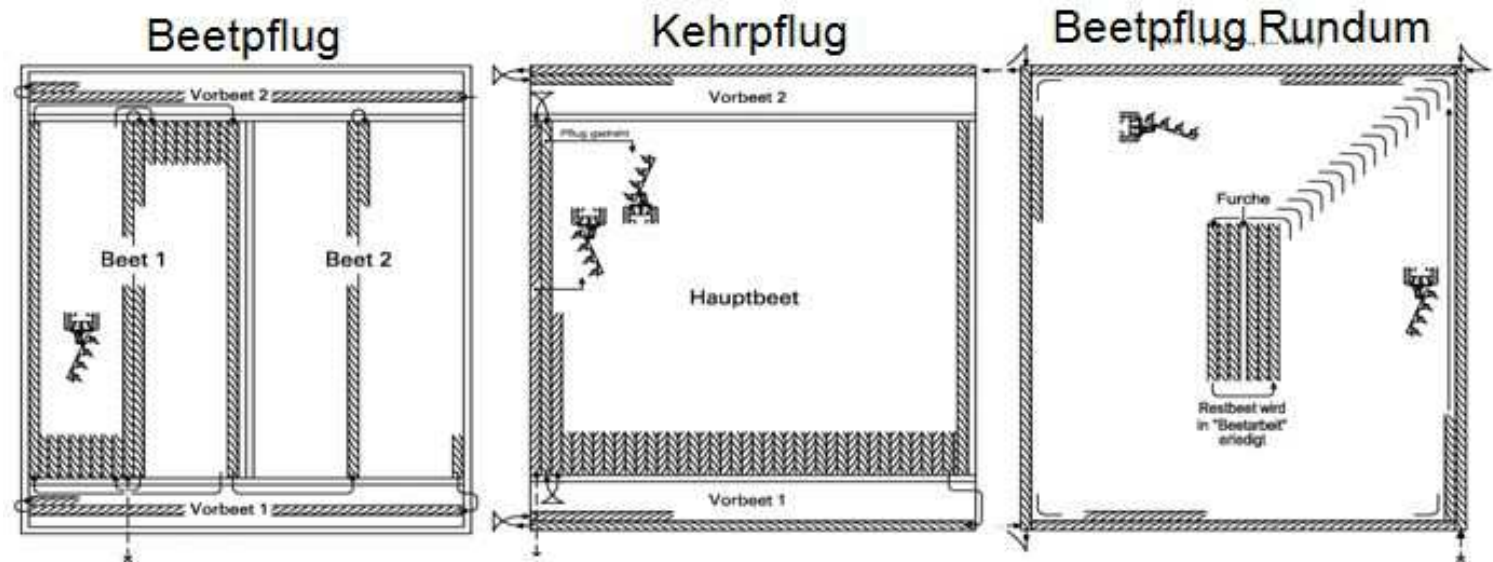 Beetpflug
Vorbeet 2
Beet 1
Beet 2
Vorbeet 1
Kehrpflug
Vorbeet 2
Pflug gedreht
Hauptbeet
Vorbeet 1
Beetpflug Rundum
Furche
Restbeet wird
in "Beetarbeit"
erledigt